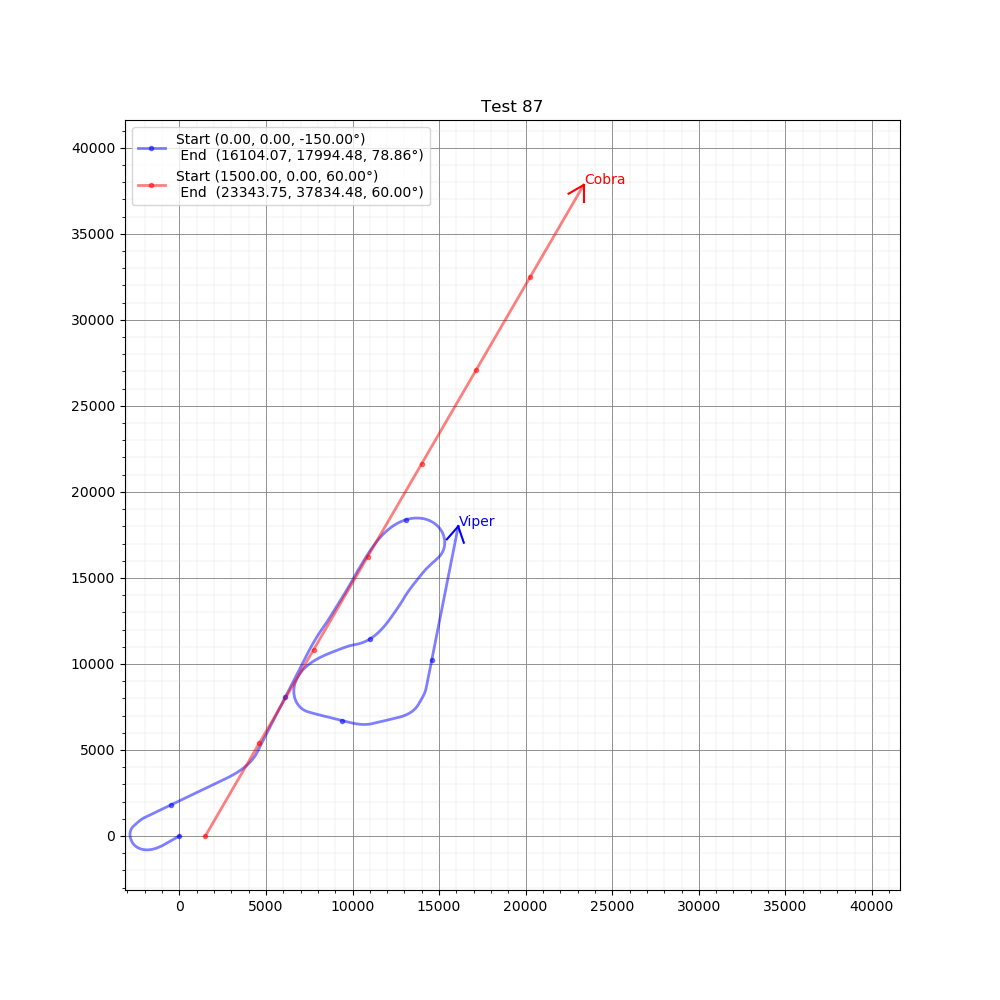 Test 87
Start (0.00, 0.00, -150.00°)
End (16104.07, 17994.48, 78.86°)
Start (1500.00, 0.00, 60.00°)
End (23343.75, 37834.48, 60.00°)
40000
35000
30000
25000
20000
15000
10000
5000
0
Cobra
Viper
0 5000 10000 15000 20000 25000 30000 35000 40000